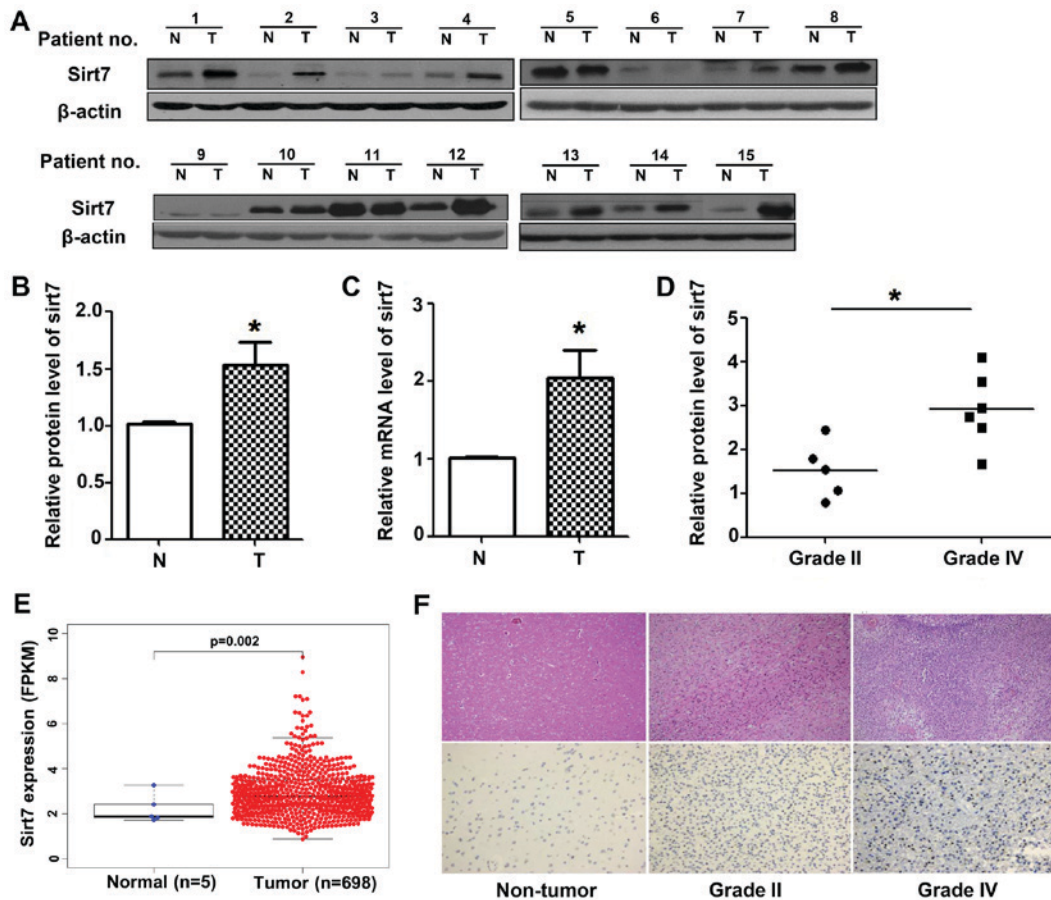 A
Patient no. 1 2 3 4 5 6 7 8
N T N T N T N T N T N T N T N T
Sirt7
β-actin
Patient no. 9 10 11 12 13 14 15
N T N T N T N T N T N T N T
Sirt7
β-actin
B
Relative protein level of sirt7
2.0
1.5
1.0
0.5
0
*
N T
C
Relative mRNA level of sirt7
3
2
1
0
*
N T
D
Relative protein level of sirt7
5
4
3
2
1
0
*
Grade II Grade IV
E
Sirt7 expression (FPKM)
10
8
6
4
2
0
p=0.002
Normal (n=5) Tumor (n=698)
F
Non-tumor Grade II Grade IV